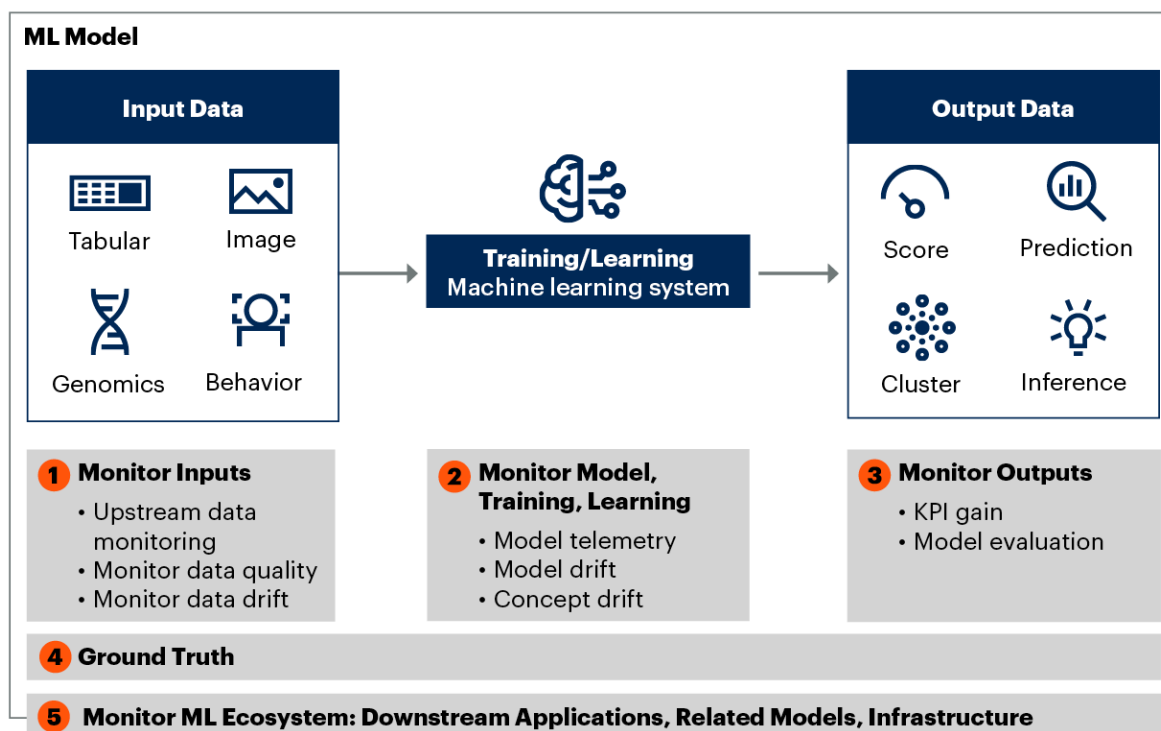 ML Model
Input Data
Tabular
Image
Genomics
Behavior
Training/Learning
Machine learning system
Output Data
Score
Prediction
Cluster
Inference
1 Monitor Inputs
• Upstream data
monitoring
• Monitor data quality
• Monitor data drift
2 Monitor Model,
Training, Learning
• Model telemetry
• Model drift
• Concept drift
3 Monitor Outputs
• KPI gain
• Model evaluation
4 Ground Truth
5 Monitor ML Ecosystem: Downstream Applications, Related Models, Infrastructure